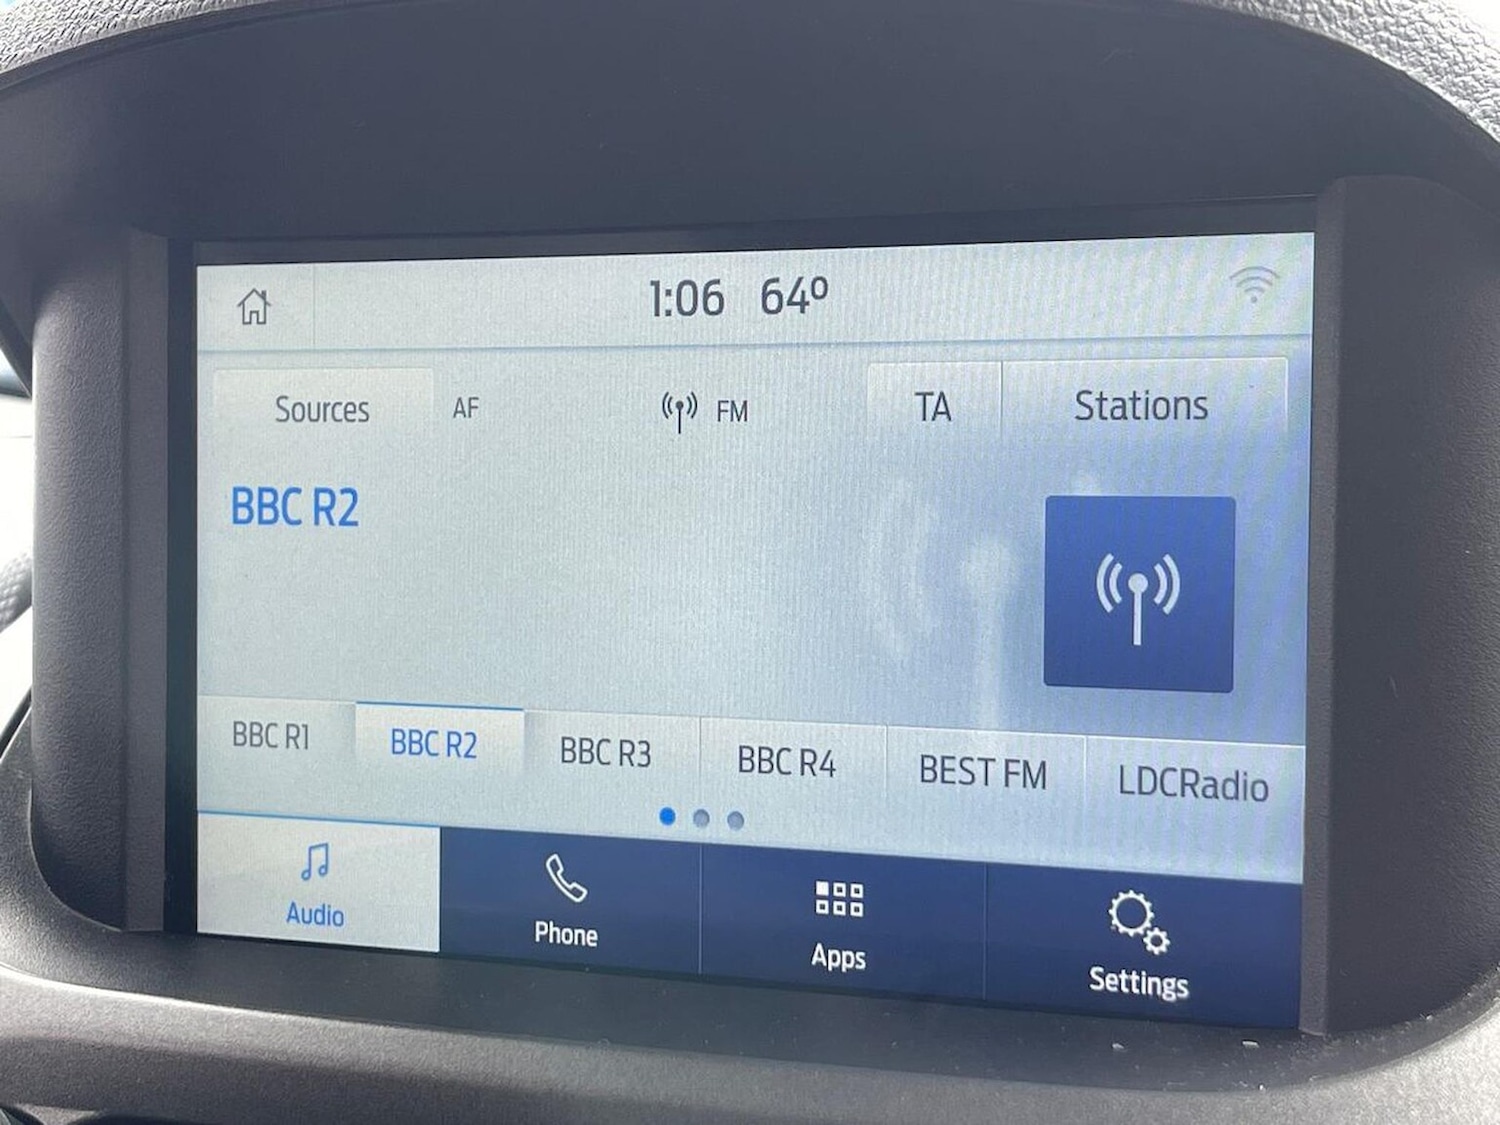 1:06 64º
Sources AF FM TA Stations
BBC R2
BBC R1 BBC R2 BBC R3 BBC R4 BEST FM LDCRadio
Audio Phone Apps Settings